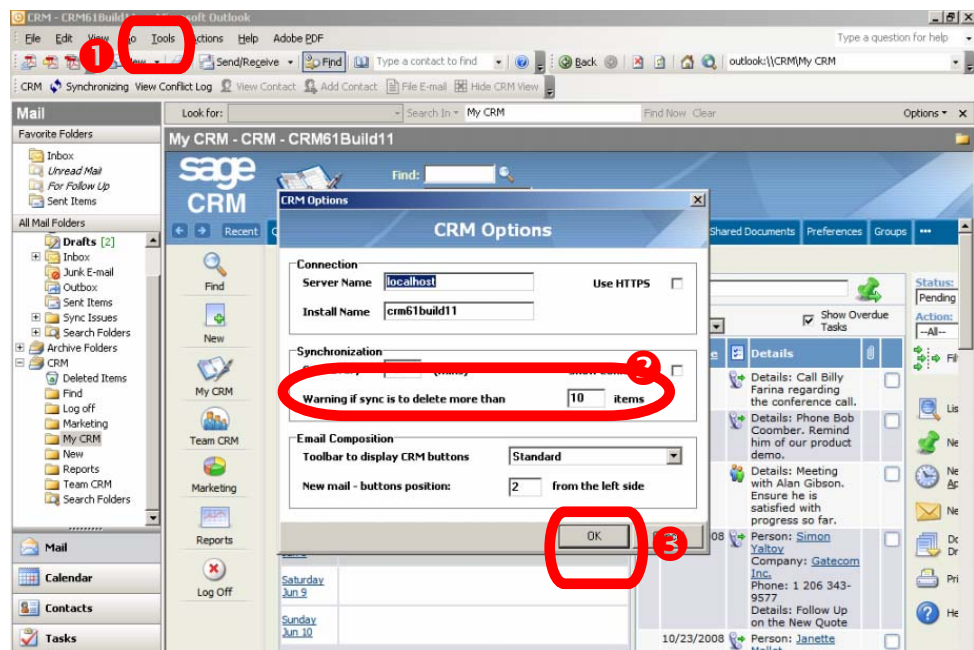 CRM - CRM61Build11 - Microsoft Outlook
File Edit View Go Tools Actions Help Adobe PDF
Type a question for help
1
New Send/Receive Find Type a contact to find Back outlook:\\CRM\My CRM
CRM Synchronizing View Conflict Log View Contact Add Contact File E-mail Hide CRM View
Mail
Look for: Search In My CRM Find Now Clear Options
Favorite Folders
Inbox
Unread Mail
For Follow Up
Sent Items
All Mail Folders
Drafts [2]
Inbox
Junk E-mail
Outbox
Sent Items
Sync Issues
Search Folders
Archive Folders
CRM
Deleted Items
Find
Log off
Marketing
My CRM
New
Reports
Team CRM
Search Folders
Mail
Calendar
Contacts
Tasks
My CRM - CRM - CRM61Build11
sage
CRM
Find:
Recent
Shared Documents Preferences Groups
Find
New
My CRM
Team CRM
Marketing
Reports
Log Off
CRM Options
CRM Options
Connection
Server Name localhost Use HTTPS
Install Name crm61build11
Synchronization
(mins)
2
Warning if sync is to delete more than 10 items
Email Composition
Toolbar to display CRM buttons Standard
New mail - buttons position: 2 from the left side
OK
3
Saturday
Jun 9
Sunday
Jun 10
Show Overdue
Tasks
Details
Details: Call Billy
Farina regarding
the conference call.
Details: Phone Bob
Coomber. Remind
him of our product
demo.
Details: Meeting
with Alan Gibson.
Ensure he is
satisfied with
progress so far.
08 Person: Simon
Yaltoy
Company: Gatecom
Inc.
Phone: 1 206 343-
9577
Details: Follow Up
on the New Quote
10/23/2008 Person: Janette
Status:
Pending
Action:
--All--